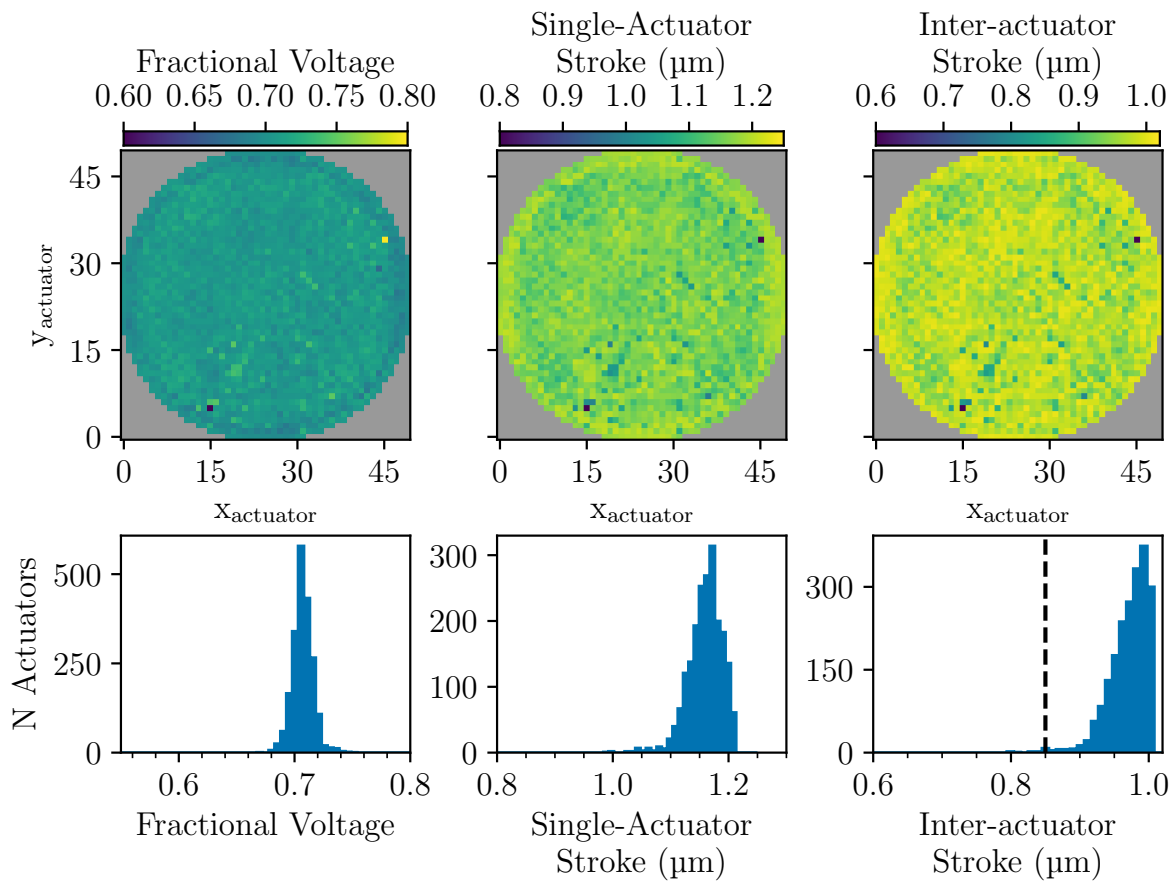 Single-Actuator Inter-actuator
Fractional Voltage Stroke (µm) Stroke (µm)
0.60 0.65 0.70 0.75 0.80 0.8 0.9 1.0 1.1 1.2 0.6 0.7 0.8 0.9 1.0
45
30
15
0
y_actuator
0 15 30 45 0 15 30 45 0 15 30 45
x_actuator x_actuator x_actuator
500
250
0
N Actuators
300
200
100
0
300
150
0
0.6 0.7 0.8 0.8 1.0 1.2 0.6 0.8 1.0
Fractional Voltage Single-Actuator Inter-actuator
Stroke (µm) Stroke (µm)